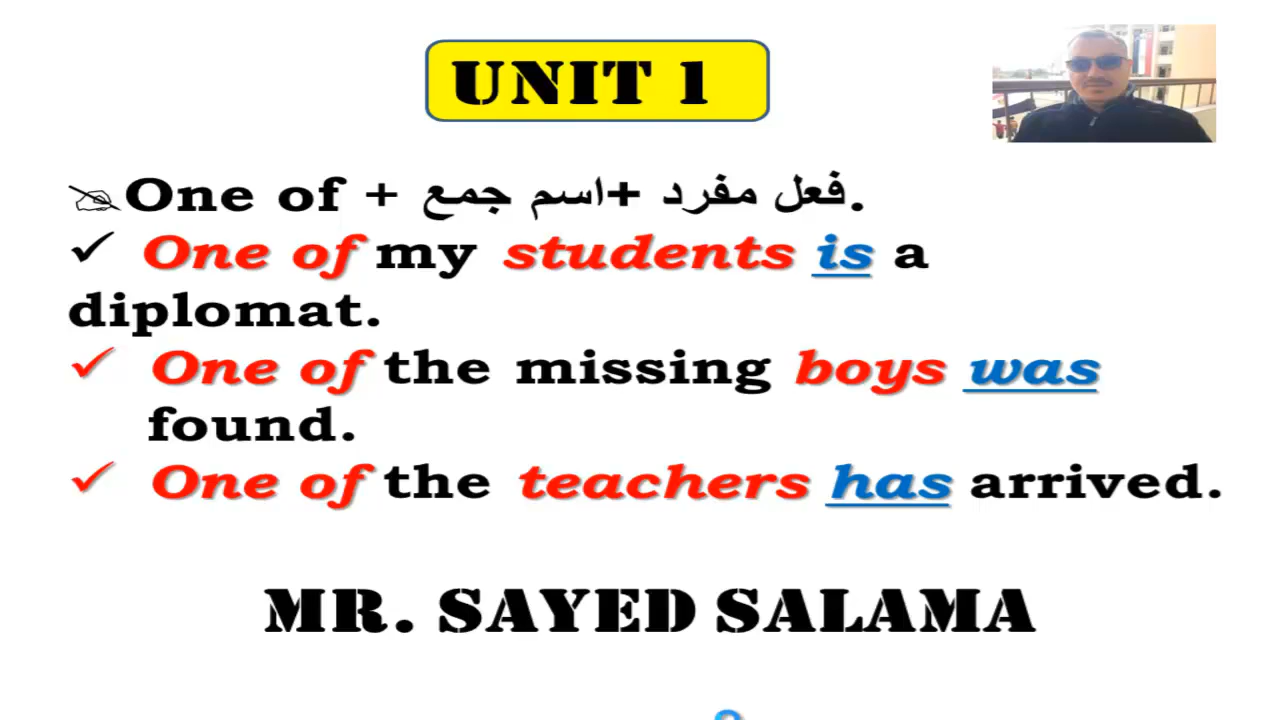 UNIT 1
One of + اسم جمع+ فعل مفرد.
✓ One of my students is a
diplomat.
✓ One of the missing boys was
found.
✓ One of the teachers has arrived.
MR. SAYED SALAMA